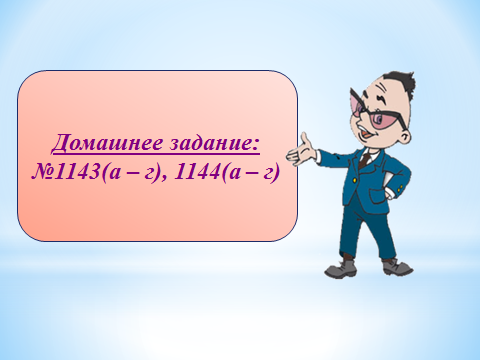 Домашнее задание:
№1143(а – г), 1144(а – г)